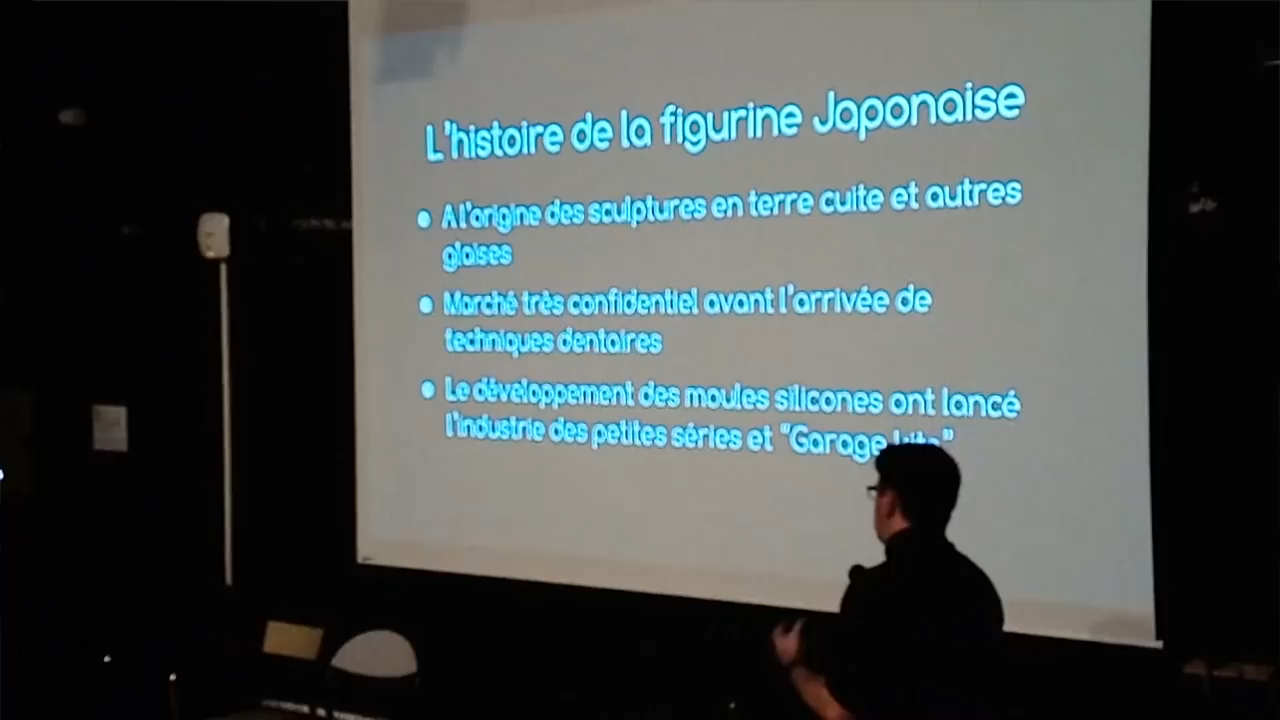 L'histoire de la figurine Japonaise
A l'origine des sculptures en terre cuite et autres
glaises
Marché très confidentiel avant l'arrivée de
techniques dentaires
Le développement des moules silicones ont lancé
l'industrie des petites séries et "Garage kits"